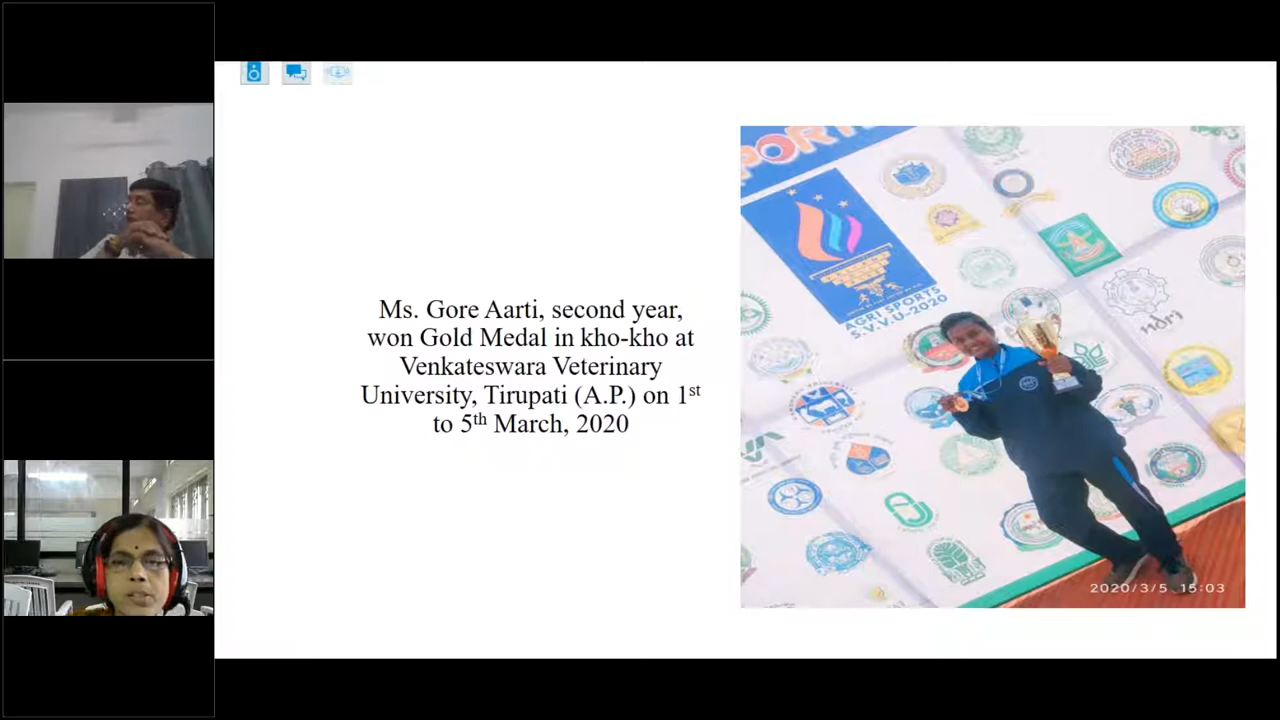 Ms. Gore Aarti, second year,
won Gold Medal in kho-kho at
Venkateswara Veterinary
University, Tirupati (A.P.) on 1st
to 5th March, 2020
PORT
AGRI SPORTS
S.V.V.U-2020
ndri
2020/3/5 15:03